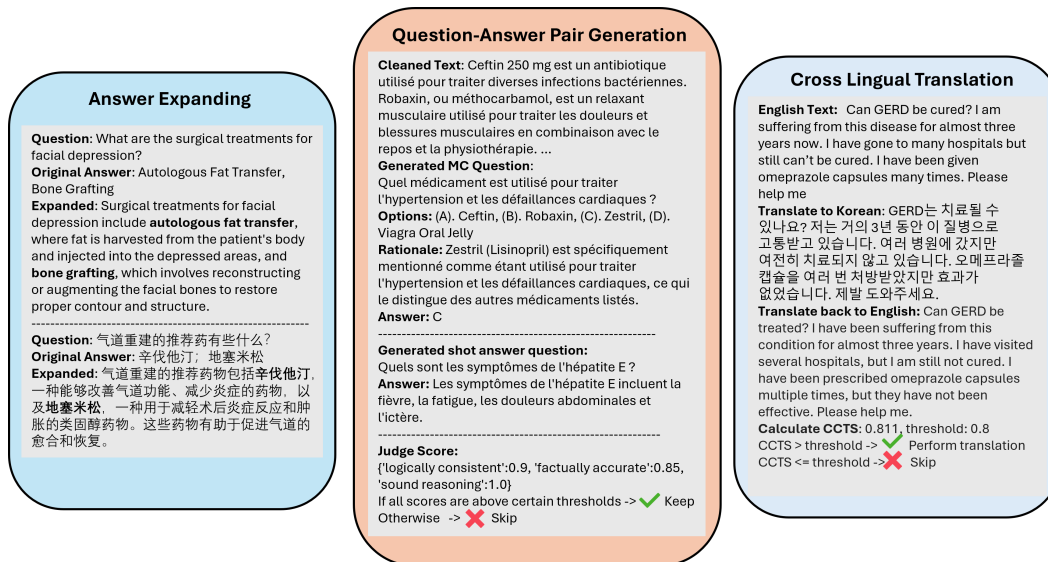 Answer Expanding
Question: What are the surgical treatments for
facial depression?
Original Answer: Autologous Fat Transfer,
Bone Grafting
Expanded: Surgical treatments for facial
depression include autologous fat transfer,
where fat is harvested from the patient's body
and injected into the depressed areas, and
bone grafting, which involves reconstructing
or augmenting the facial bones to restore
proper contour and structure.
------------------------------------------------------------
Question: 气道重建的推荐药有些什么?
Original Answer: 辛伐他汀；地塞米松
Expanded: 气道重建的推荐药物包括辛伐他汀,
一种能够改善气道功能、减少炎症的药物，以
及地塞米松，一种用于减轻术后炎症反应和肿
胀的类固醇药物。这些药物有助于促进气道的
愈合和恢复。
Question-Answer Pair Generation
Cleaned Text: Ceftin 250 mg est un antibiotique
utilisé pour traiter diverses infections bactériennes.
Robaxin, ou méthocarbamol, est un relaxant
musculaire utilisé pour traiter les douleurs et
blessures musculaires en combinaison avec le
repos et la physiothérapie. ...
Generated MC Question:
Quel médicament est utilisé pour traiter
l'hypertension et les défaillances cardiaques ?
Options: (A). Ceftin, (B). Robaxin, (C). Zestril, (D).
Viagra Oral Jelly
Rationale: Zestril (Lisinopril) est spécifiquement
mentionné comme étant utilisé pour traiter
l'hypertension et les défaillances cardiaques, ce qui
le distingue des autres médicaments listés.
Answer: C
------------------------------------------------------------
Generated shot answer question:
Quels sont les symptômes de l'hépatite E ?
Answer: Les symptômes de l'hépatite E incluent la
fièvre, la fatigue, les douleurs abdominales et
l'ictère.
------------------------------------------------------------
Judge Score:
{'logically consistent':0.9, 'factually accurate':0.85,
'sound reasoning':1.0}
If all scores are above certain thresholds -> ✓ Keep
Otherwise -> ✗ Skip
Cross Lingual Translation
English Text: Can GERD be cured? I am
suffering from this disease for almost three
years now. I have gone to many hospitals but
still can't be cured. I have been given
omeprazole capsules many times. Please
help me
Translate to Korean: GERD는 치료될 수
있나요? 저는 거의 3년 동안 이 질병으로
고통받고 있습니다. 여러 병원에 갔지만
여전히 치료되지 않고 있습니다. 오메프라졸
캡슐을 여러 번 처방받았지만 효과가
없었습니다. 제발 도와주세요.
Translate back to English: Can GERD be
treated? I have been suffering from this
condition for almost three years. I have visited
several hospitals, but I am still not cured. I
have been prescribed omeprazole capsules
multiple times, but they have not been
effective. Please help me.
Calculate CCTS: 0.811, threshold: 0.8
CCTS > threshold -> ✓ Perform translation
CCTS <= threshold -> ✗ Skip